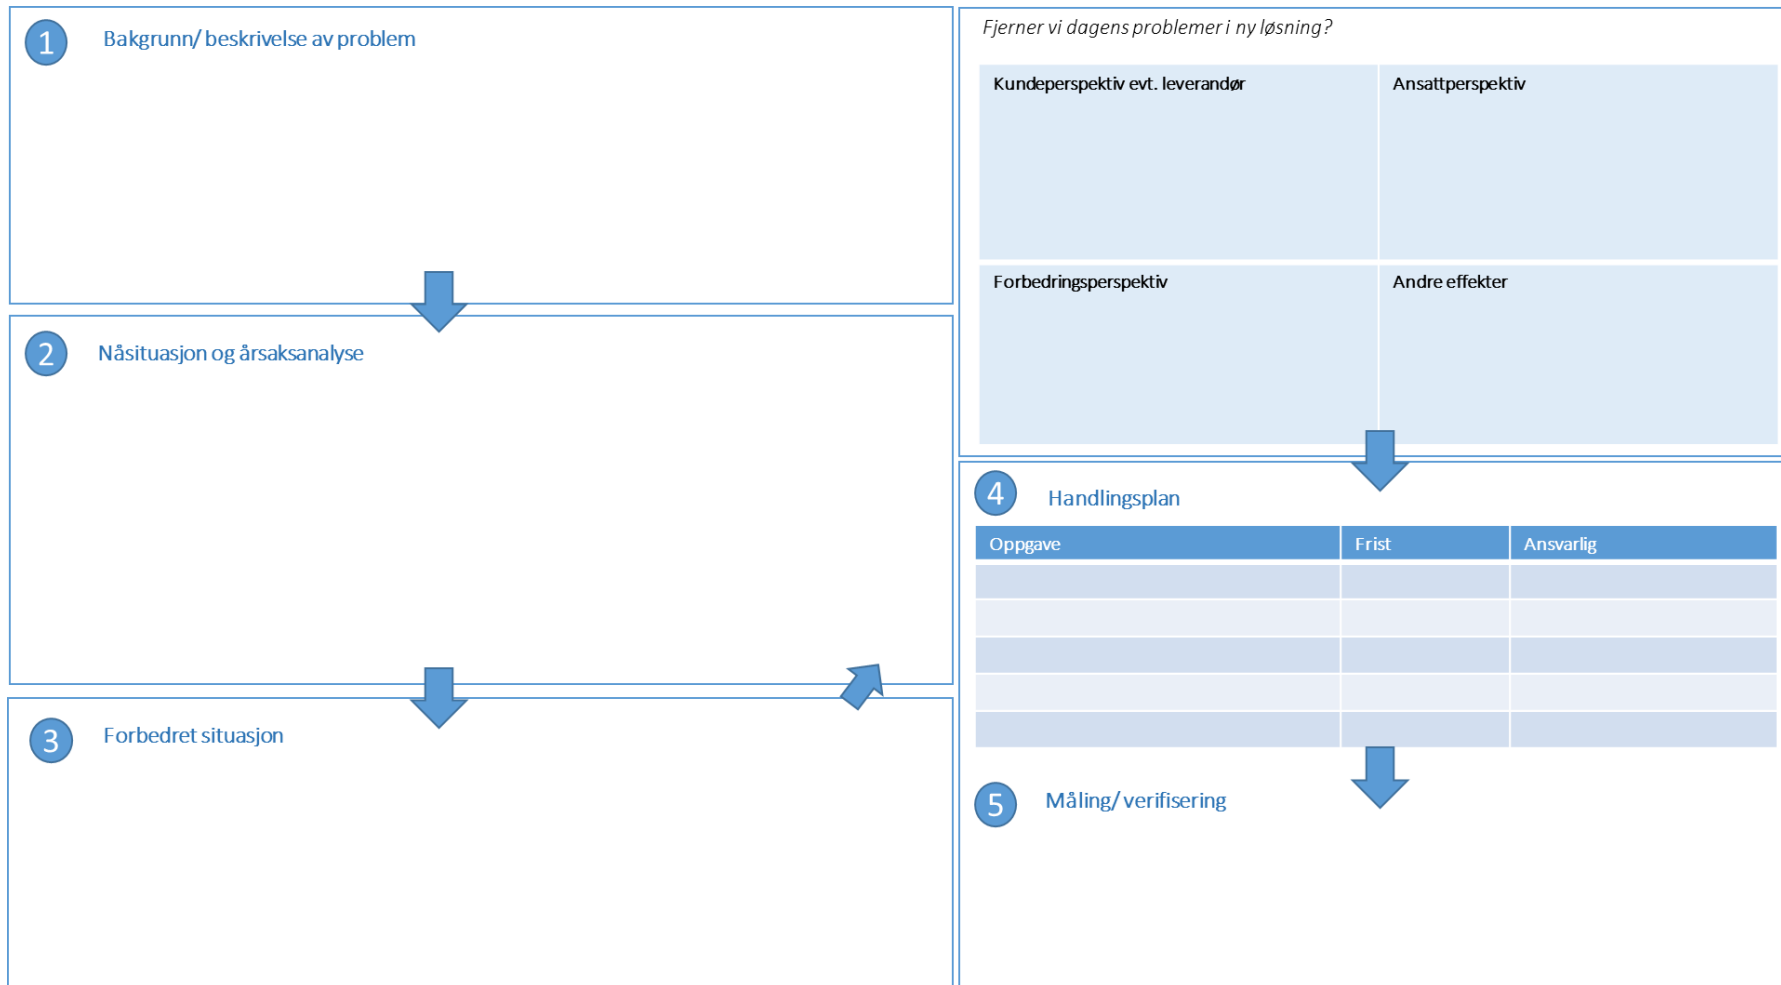 1
Bakgrunn/ beskrivelse av problem
2
Nåsituasjon og årsaksanalyse
3
Forbedret situasjon
Fjerner vi dagens problemer i ny løsning?
Kundeperspektiv evt. leverandør
Ansattperspektiv
Forbedringsperspektiv
Andre effekter
4
Handlingsplan
Oppgave
Frist
Ansvarlig
5
Måling/ verifisering